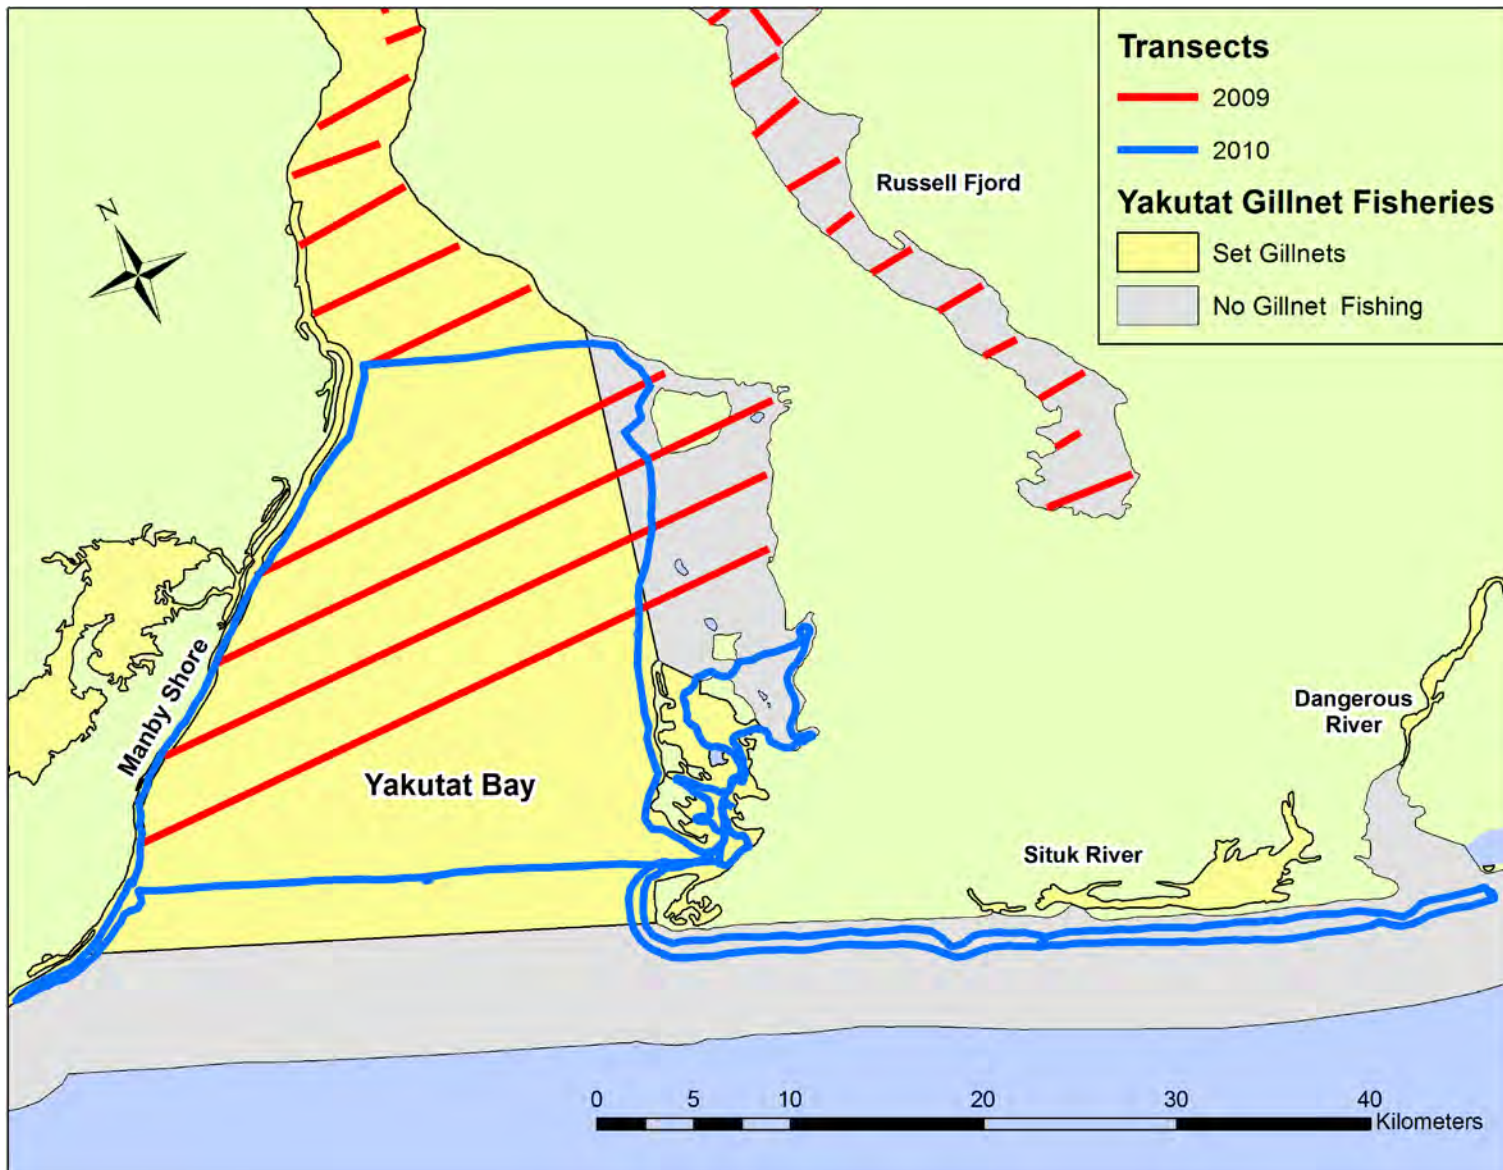 Transects
2009
2010
Yakutat Gillnet Fisheries
Set Gillnets
No Gillnet Fishing
Russell Fjord
N
Manby Shore
Yakutat Bay
Dangerous
River
Situk River
0 5 10 20 30 40
Kilometers